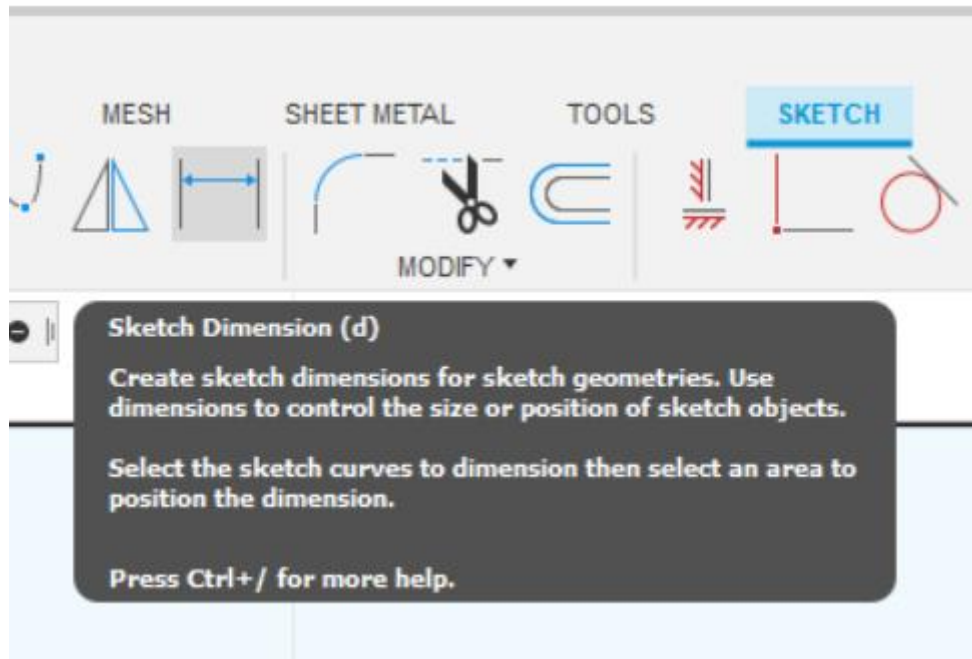 MESH SHEET METAL TOOLS SKETCH
MODIFY
Sketch Dimension (d)
Create sketch dimensions for sketch geometries. Use
dimensions to control the size or position of sketch objects.
Select the sketch curves to dimension then select an area to
position the dimension.
Press Ctrl+/ for more help.